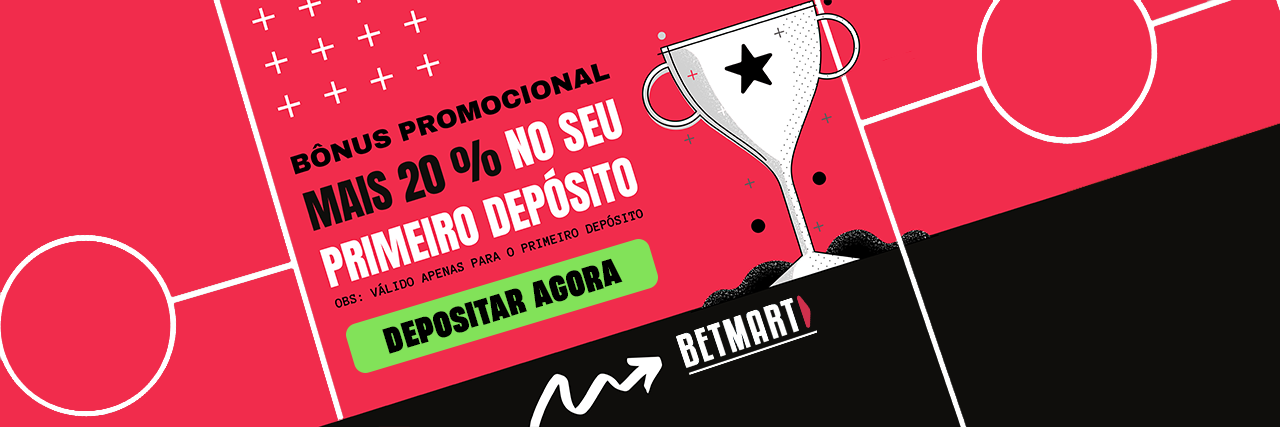 BÔNUS PROMOCIONAL
MAIS 20 % NO SEU
PRIMEIRO DEPÓSITO
OBS: VÁLIDO APENAS PARA O PRIMEIRO DEPÓSITO
DEPOSITAR AGORA
BETMART